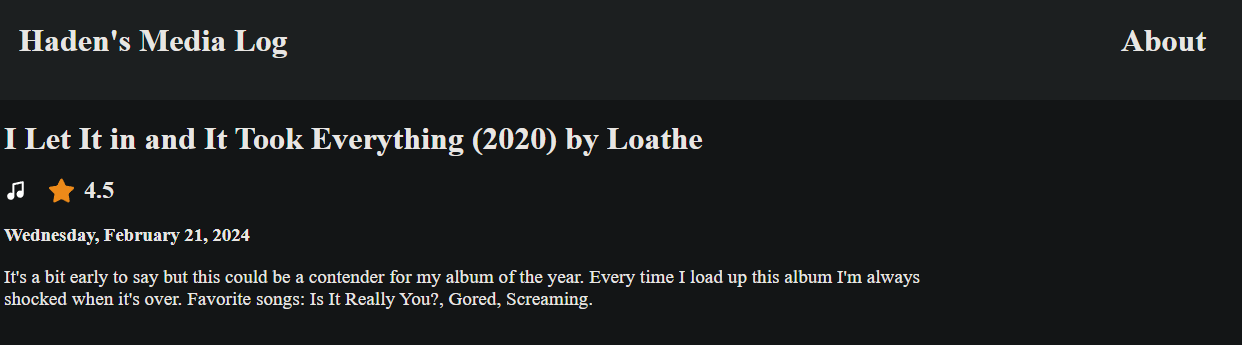 Haden's Media Log
About
I Let It in and It Took Everything (2020) by Loathe
4.5
Wednesday, February 21, 2024
It's a bit early to say but this could be a contender for my album of the year. Every time I load up this album I'm always
shocked when it's over. Favorite songs: Is It Really You?, Gored, Screaming.